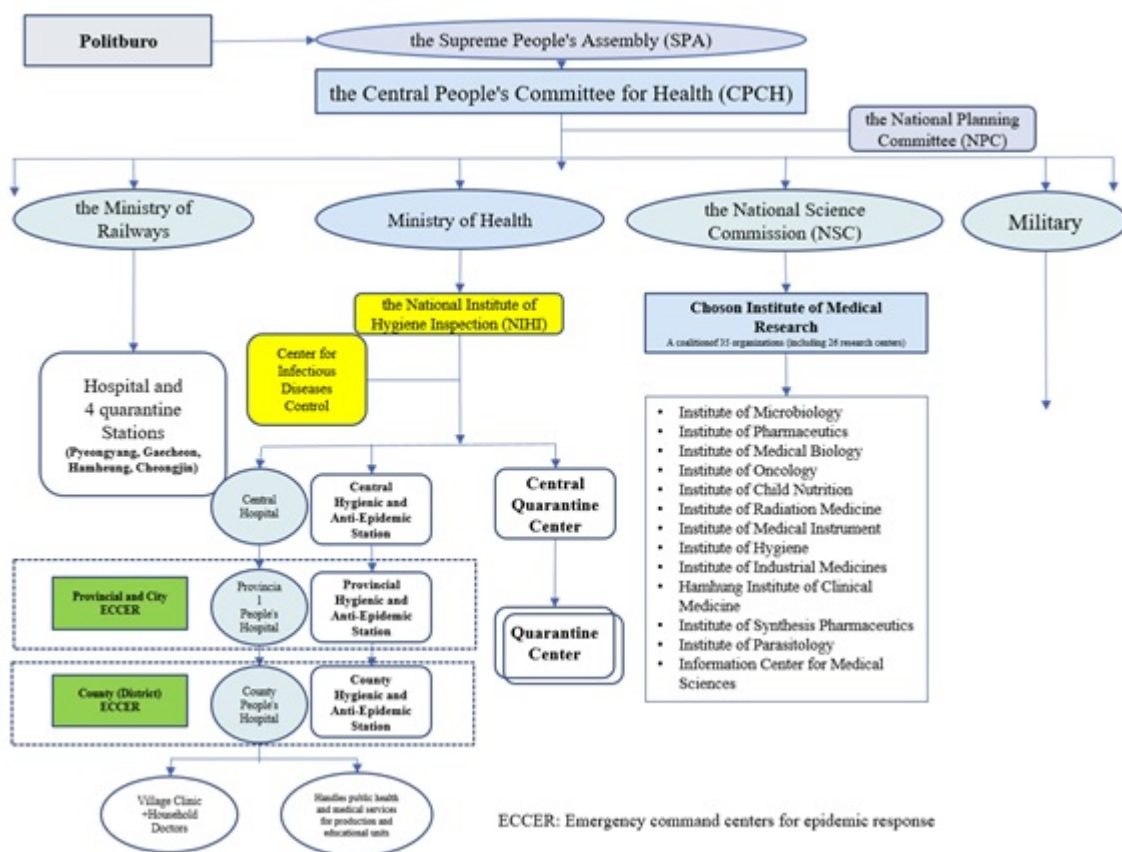 Politburo
the Supreme People's Assembly (SPA)
the Central People's Committee for Health (CPCH)
the National Planning
Committee (NPC)
the Ministry of
Railways
Ministry of Health
the National Science
Commission (NSC)
Military
the National Institute of
Hygiene Inspection (NIHI)
Choson Institute of Medical
Research
A coalitionof 35 organizations (including 26 research centers)
Center for
Infectious
Diseases
Control
Hospital and
4 quarantine
Stations
(Pyeongyang, Gaecheon,
Hamheung, Cheongjin)
• Institute of Microbiology
• Institute of Pharmaceutics
• Institute of Medical Biology
• Institute of Oncology
• Institute of Child Nutrition
• Institute of Radiation Medicine
• Institute of Medical Instrument
• Institute of Hygiene
• Institute of Industrial Medicines
• Hamhung Institute of Clinical
Medicine
• Institute of Synthesis Pharmaceutics
• Institute of Parasitology
• Information Center for Medical
Sciences
Central
Hospital
Central
Hygienic and
Anti-Epidemic
Station
Central
Quarantine
Center
Provincial and City
ECCER
Provincia
l
People's
Hospital
Provincial
Hygienic and
Anti-Epidemic
Station
Quarantine
Center
County (District)
ECCER
County
People's
Hospital
County
Hygienic and
Anti-Epidemic
Station
Village Clinic
+Household
Doctors
Handles public health
and medical services
for production and
educational units
ECCER: Emergency command centers for epidemic response